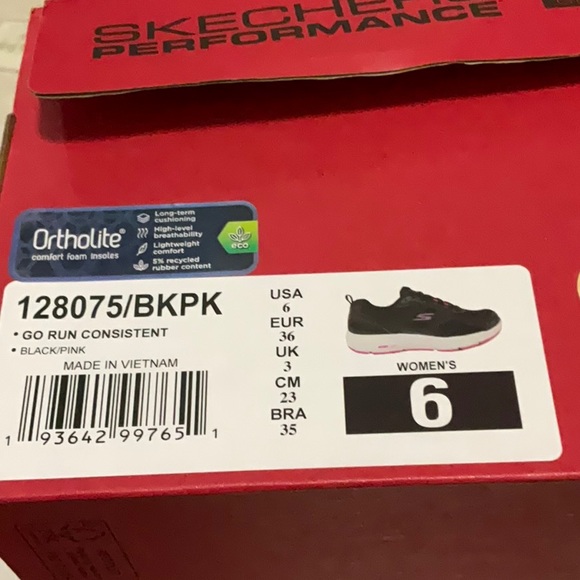 SKECHERS
PERFORMANCE
OrthoLite®
comfort foam insoles
Long-term
cushioning
High-level
breathability
Lightweight
comfort
5% recycled
rubber content
eco
128075/BKPK
• GO RUN CONSISTENT
• BLACK/PINK
MADE IN VIETNAM
1 93642 99765 1
USA
6
EUR
36
UK
3
CM
23
BRA
35
WOMEN'S
6